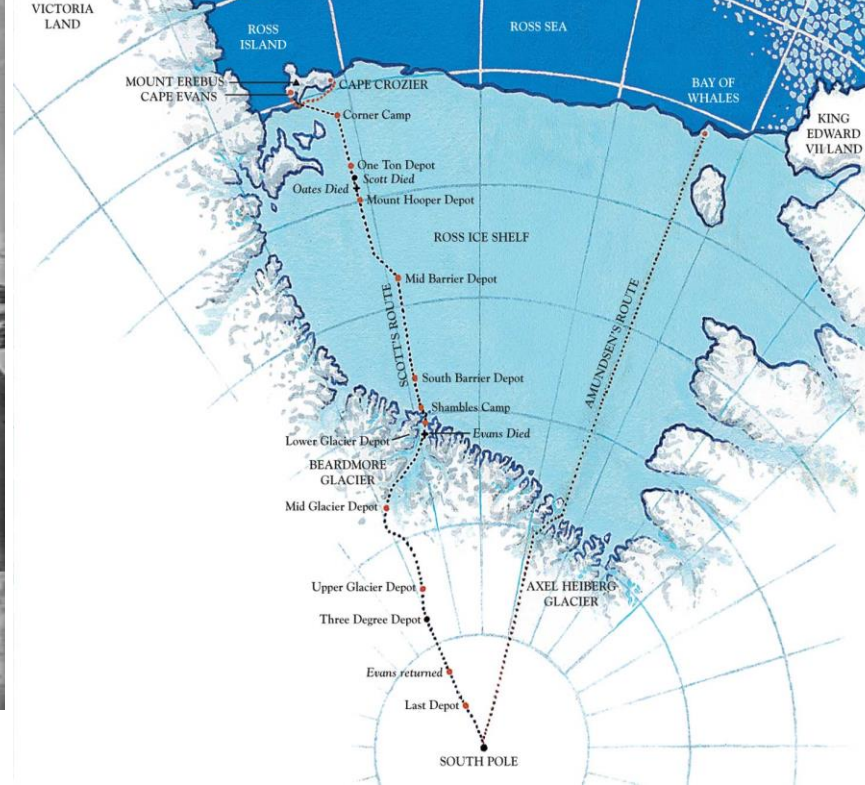 VICTORIA
LAND
ROSS
ISLAND
ROSS SEA
MOUNT EREBUS
CAPE EVANS
CAPE CROZIER
BAY OF
WHALES
KING
EDWARD
VII LAND
Corner Camp
One Ton Depot
Scott Died
Oates Died
Mount Hooper Depot
ROSS ICE SHELF
Mid Barrier Depot
SCOTT'S ROUTE
AMUNDSEN'S ROUTE
South Barrier Depot
Shambles Camp
Evans Died
Lower Glacier Depot
BEARDMORE
GLACIER
Mid Glacier Depot
Upper Glacier Depot
AXEL HEIBERG
GLACIER
Three Degree Depot
Evans returned
Last Depot
SOUTH POLE